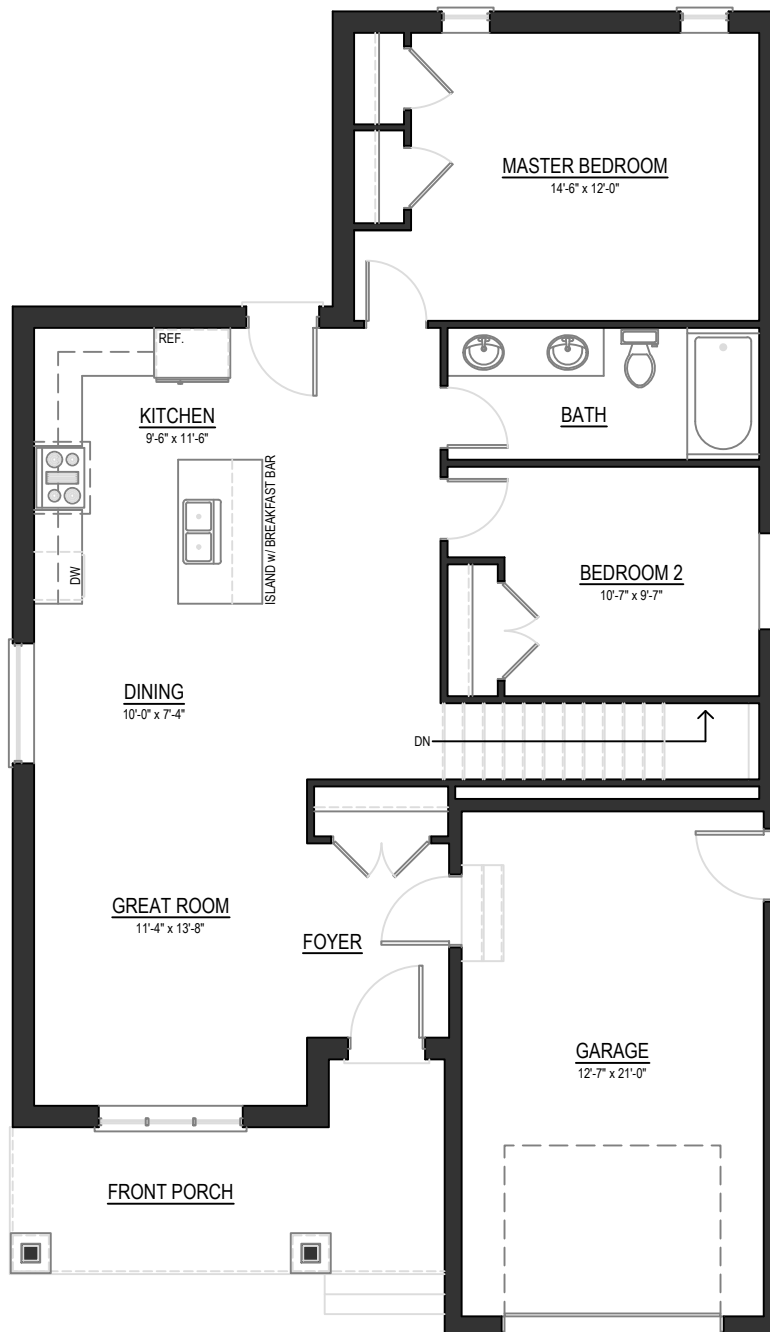 MASTER BEDROOM
14'-6" x 12'-0"
REF.
KITCHEN
9'-6" x 11'-6"
BATH
ISLAND w/ BREAKFAST BAR
DW
BEDROOM 2
10'-7" x 9'-7"
DINING
10'-0" x 7'-4"
DN
GREAT ROOM
11'-4" x 13'-8"
FOYER
GARAGE
12'-7" x 21'-0"
FRONT PORCH